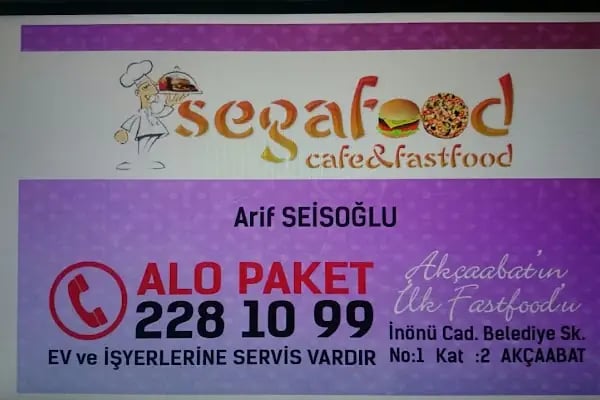 segafood
cafe&fastfood
Arif SEİSOĞLU
ALO PAKET
228 10 99
EV ve İŞYERLERİNE SERVİS VARDIR
Akçaabat'ın
İlk Fastfood'u
İnönü Cad. Belediye Sk.
No:1 Kat :2 AKÇAABAT